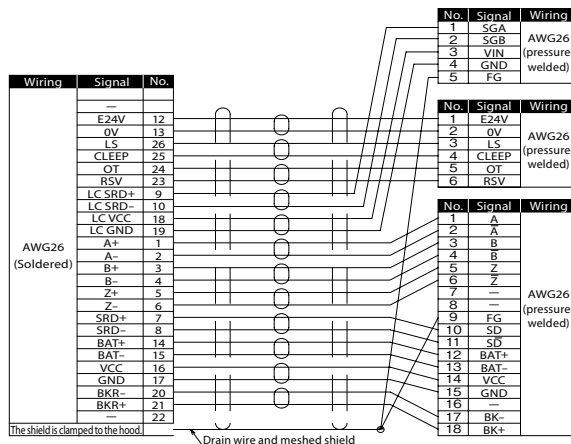 No. Signal Wiring
1 SGA
2 SGB
3 VIN
4 GND
5 FG
AWG26
(pressure
welded)
Wiring Signal No.
—
E24V 12
0V 13
LS 26
CLEEP 25
OT 24
RSV 23
LC SRD+ 9
LC SRD– 10
LC VCC 18
LC GND 19
A+ 1
A– 2
B+ 3
B– 4
Z+ 5
Z– 6
SRD+ 7
SRD– 8
BAT+ 14
BAT– 15
VCC 16
GND 17
BKR– 20
BKR+ 21
— 22
AWG26
(Soldered)
The shield is clamped to the hood.
Drain wire and meshed shield
No. Signal Wiring
1 E24V
2 0V
3 LS
4 CLEEP
5 OT
6 RSV
AWG26
(pressure
welded)
No. Signal Wiring
1 A
2 A̅
3 B
4 B̅
5 Z
6 Z̅
7 —
8 —
9 FG
10 SD
11 S̅D̅
12 BAT+
13 BAT–
14 VCC
15 GND
16 —
17 BK–
18 BK+
AWG26
(pressure
welded)